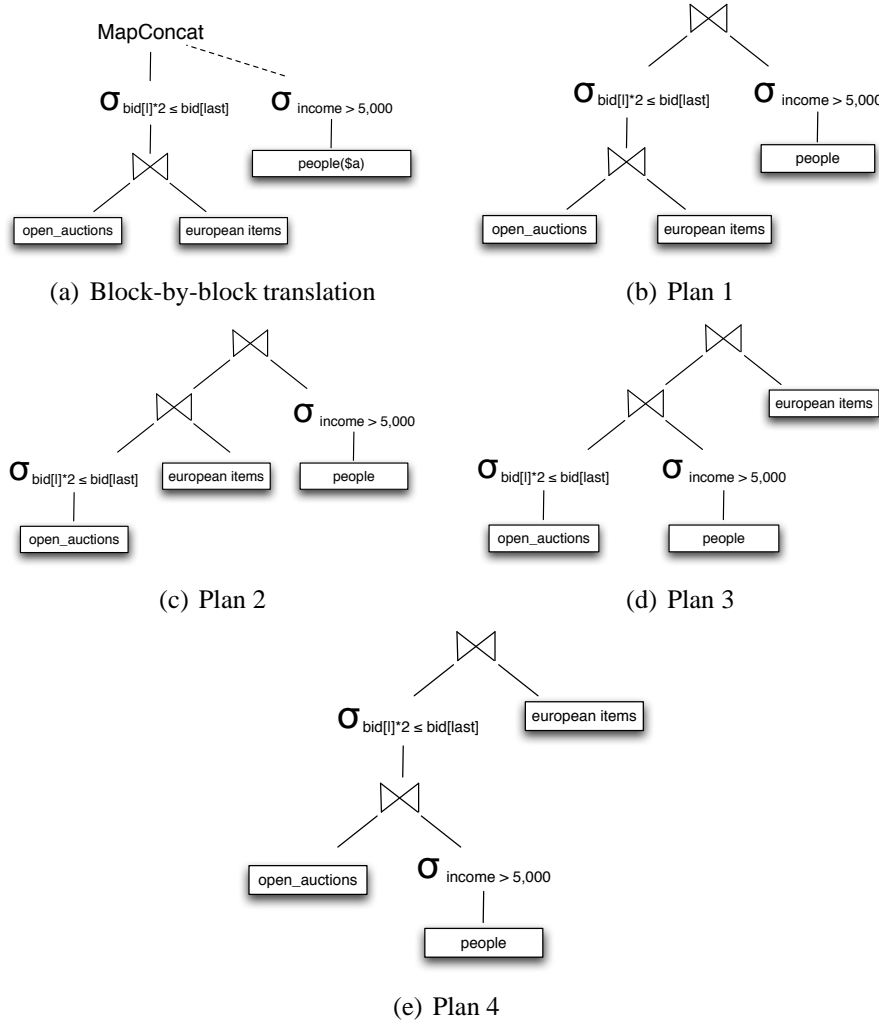 MapConcat
σ bid[l]*2 ≤ bid[last]
σ income > 5,000
people($a)
open_auctions
european items
(a) Block-by-block translation
σ bid[l]*2 ≤ bid[last]
σ income > 5,000
people
open_auctions
european items
(b) Plan 1
σ income > 5,000
σ bid[l]*2 ≤ bid[last]
european items
people
open_auctions
(c) Plan 2
european items
σ bid[l]*2 ≤ bid[last]
σ income > 5,000
open_auctions
people
(d) Plan 3
σ bid[l]*2 ≤ bid[last]
european items
open_auctions
σ income > 5,000
people
(e) Plan 4